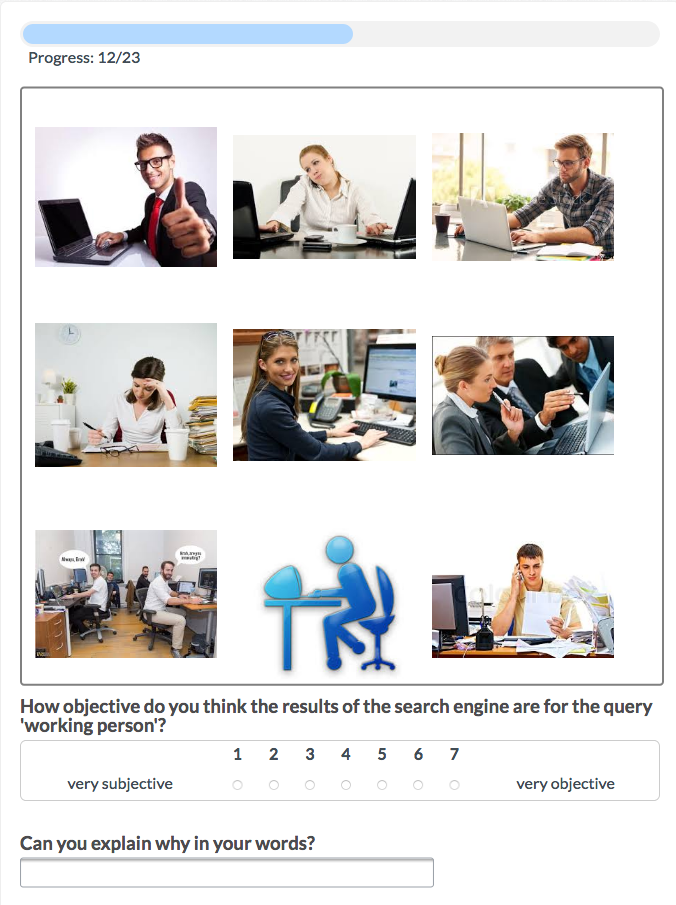 Progress: 12/23
How objective do you think the results of the search engine are for the query
'working person'?
1 2 3 4 5 6 7
very subjective very objective
Can you explain why in your words?